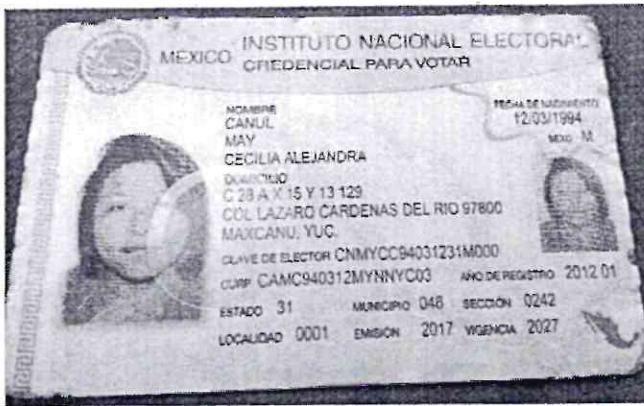 MÉXICO INSTITUTO NACIONAL ELECTORAL
CREDENCIAL PARA VOTAR
NOMBRE
CANUL
MAY
CECILIA ALEJANDRA
FECHA DE NACIMIENTO
12/03/1994
SEXO M
DOMICILIO
C 28 A X 15 Y 13 129
COL LAZARO CARDENAS DEL RIO 97800
MAXCANU, YUC.
CLAVE DE ELECTOR CNMYCC94031231M000
CURP CAMC940312MYNNYC03 AÑO DE REGISTRO 2012 01
ESTADO 31 MUNICIPIO 048 SECCIÓN 0242
LOCALIDAD 0001 EMISIÓN 2017 VIGENCIA 2027